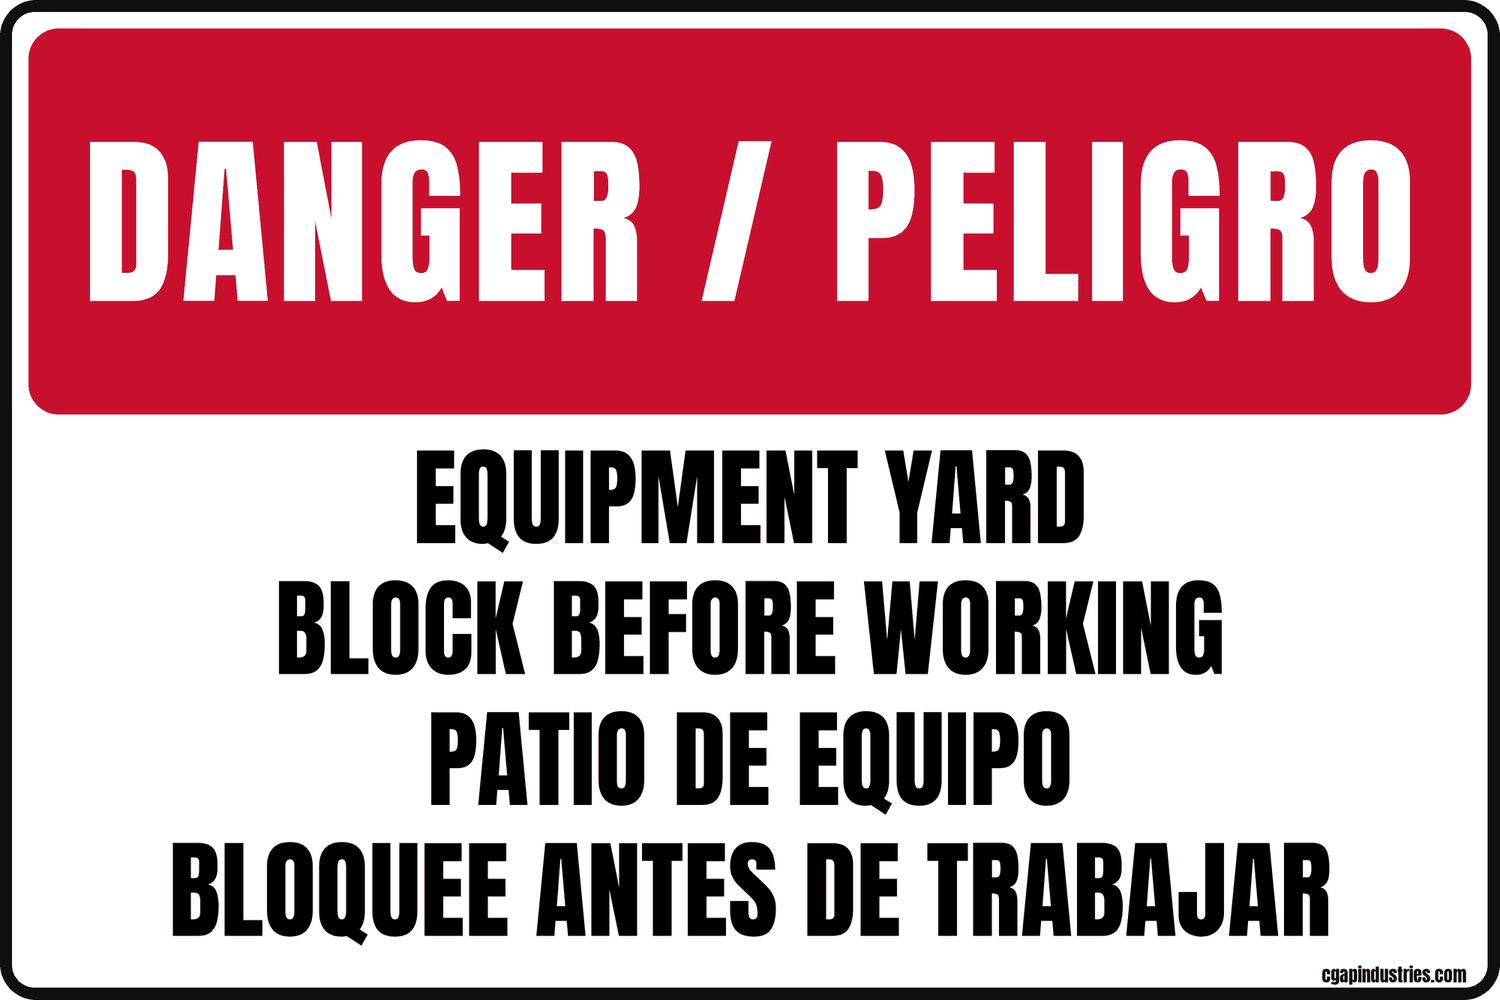 DANGER / PELIGRO
EQUIPMENT YARD
BLOCK BEFORE WORKING
PATIO DE EQUIPO
BLOQUEE ANTES DE TRABAJAR
cgapindustries.com